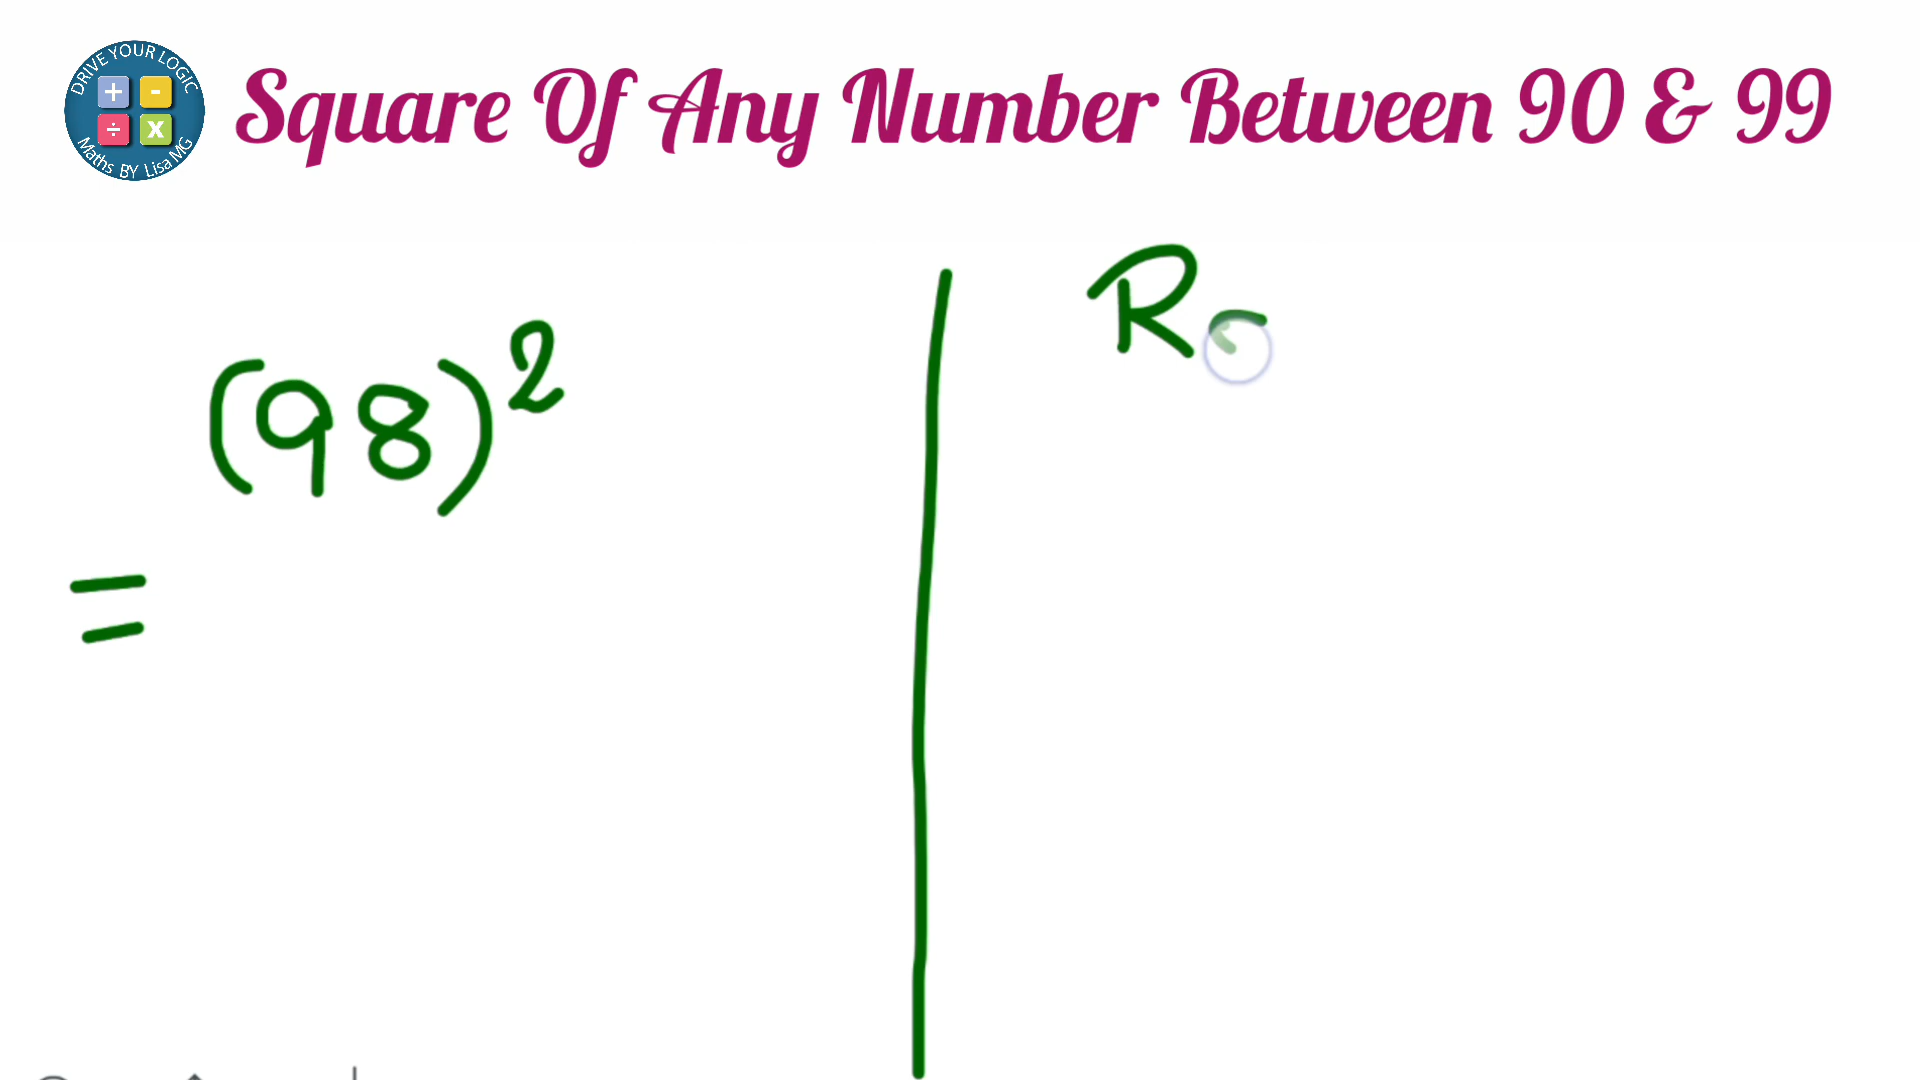 DRIVE YOUR LOGIC
+ -
÷ x
Maths BY Lisa MG
Square Of Any Number Between 90 & 99
(98)²
=
R